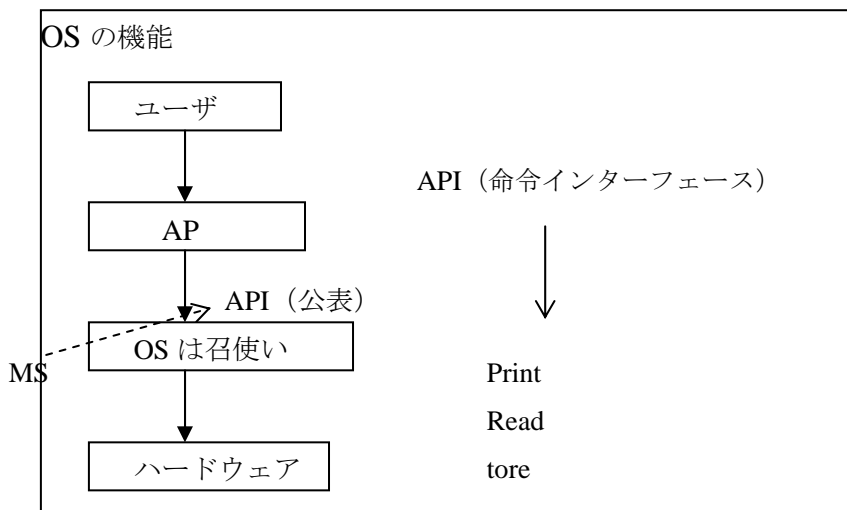 OS の機能
ユーザ
API（命令インターフェース）
AP
API（公表）
OS は召使い
MS
Print
Read
ハードウェア
tore